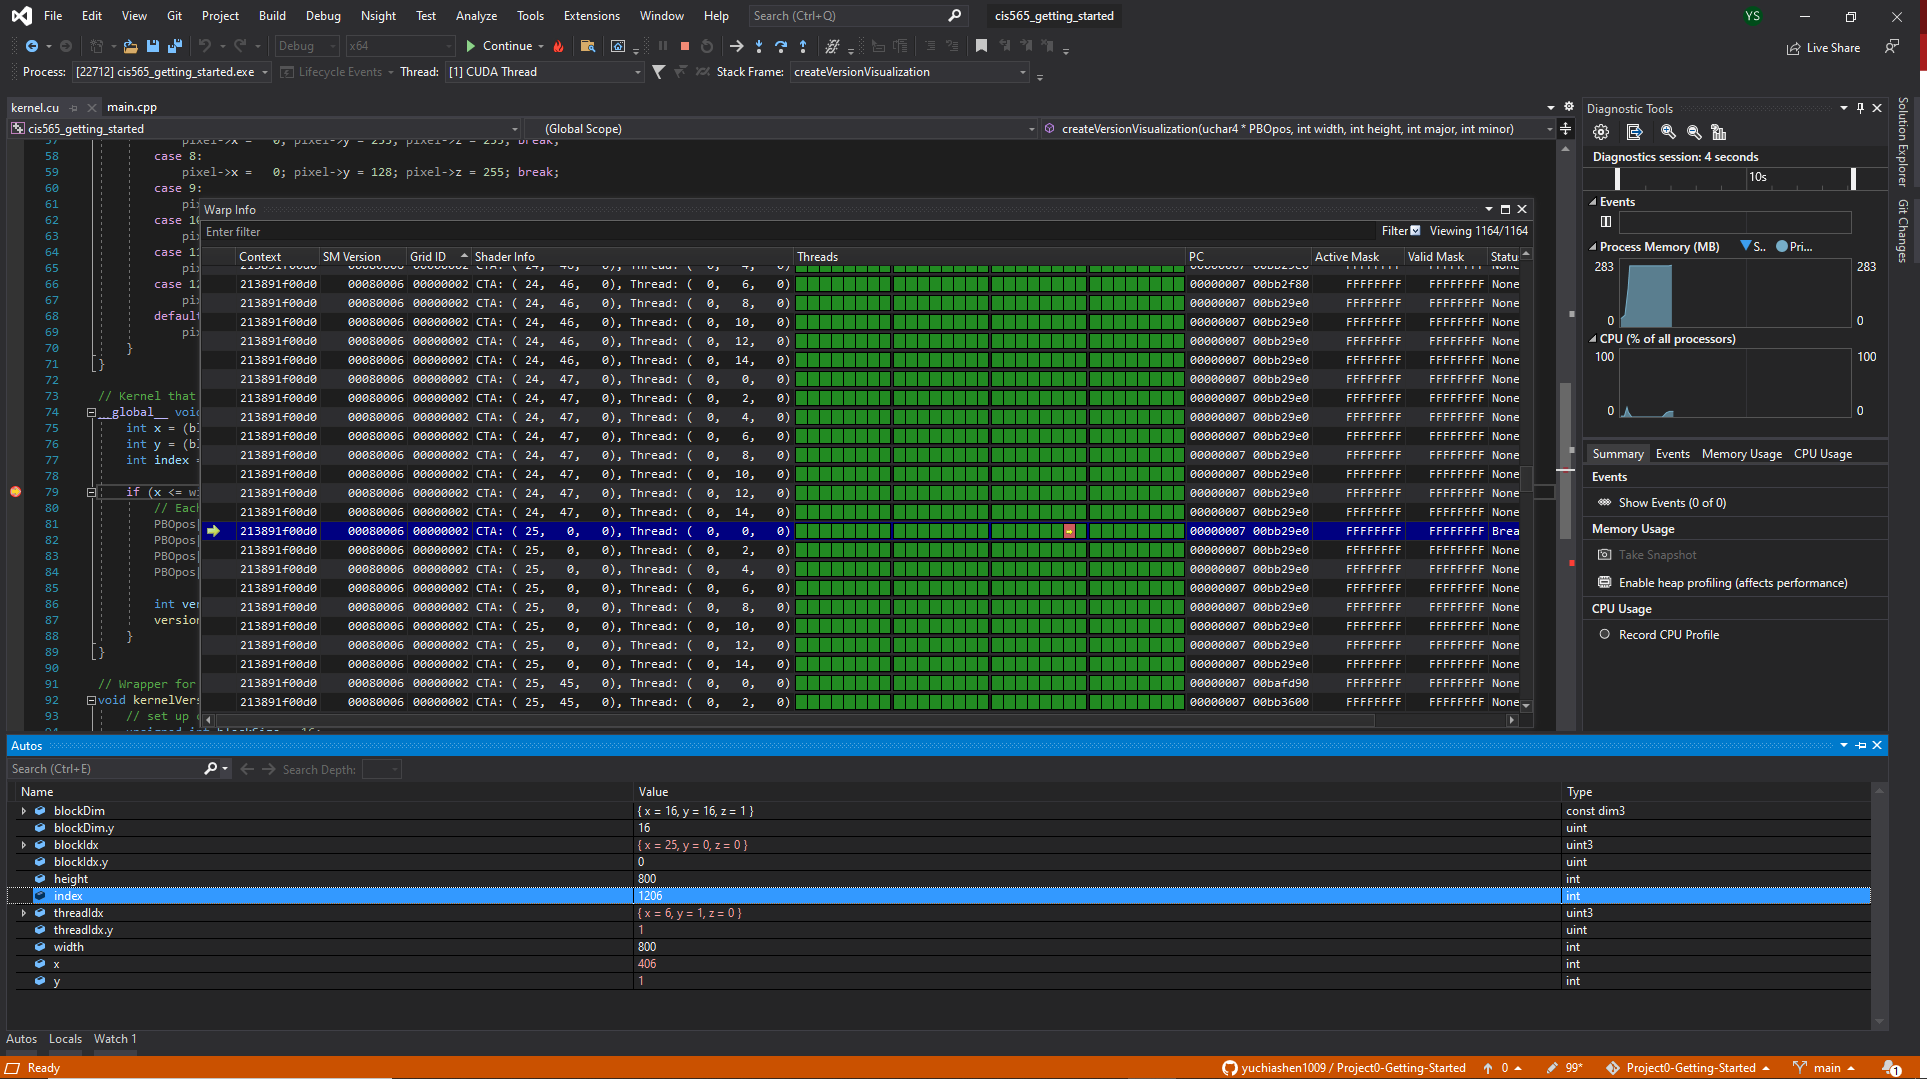 File Edit View Git Project Build Debug Nsight Test Analyze Tools Extensions Window Help Search (Ctrl+Q) cis565_getting_started YS
Debug x64 Continue Live Share
Process: [22712] cis565_getting_started.exe Lifecycle Events Thread: [1] CUDA Thread Stack Frame: createVersionVisualization
kernel.cu main.cpp
cis565_getting_started (Global Scope) createVersionVisualization(uchar4 * PBOpos, int width, int height, int major, int minor)
57 pixel->x = 0; pixel->y = 255; pixel->z = 255; break;
58 case 8:
59 pixel->x = 0; pixel->y = 128; pixel->z = 255; break;
60 case 9:
61 pix
62 case 10
63 pix
64 case 11
65 pix
66 case 12
67 pix
68 default
69 pix
70 }
71 }
72
73 // Kernel that
74 __global__ void
75 int x = (bl
76 int y = (bl
77 int index =
78
79 if (x <= wi
80 // Each
81 PBOpos[
82 PBOpos[
83 PBOpos[
84 PBOpos[
85
86 int ver
87 version
88 }
89 }
90
91 // Wrapper for
92 void kernelVers
93 // set up
Warp Info
Enter filter Filter Viewing 1164/1164
Context SM Version Grid ID Shader Info Threads PC Active Mask Valid Mask Statu
213891f00d0 00080006 00000002 CTA: ( 24, 46, 0), Thread: ( 0, 4, 0)
213891f00d0 00080006 00000002 CTA: ( 24, 46, 0), Thread: ( 0, 6, 0) 00000007 00bb2f80 FFFFFFFF FFFFFFFF None
213891f00d0 00080006 00000002 CTA: ( 24, 46, 0), Thread: ( 0, 8, 0) 00000007 00bb29e0 FFFFFFFF FFFFFFFF None
213891f00d0 00080006 00000002 CTA: ( 24, 46, 0), Thread: ( 0, 10, 0) 00000007 00bb29e0 FFFFFFFF FFFFFFFF None
213891f00d0 00080006 00000002 CTA: ( 24, 46, 0), Thread: ( 0, 12, 0) 00000007 00bb29e0 FFFFFFFF FFFFFFFF None
213891f00d0 00080006 00000002 CTA: ( 24, 46, 0), Thread: ( 0, 14, 0) 00000007 00bb29e0 FFFFFFFF FFFFFFFF None
213891f00d0 00080006 00000002 CTA: ( 24, 47, 0), Thread: ( 0, 0, 0) 00000007 00bb29e0 FFFFFFFF FFFFFFFF None
213891f00d0 00080006 00000002 CTA: ( 24, 47, 0), Thread: ( 0, 2, 0) 00000007 00bb29e0 FFFFFFFF FFFFFFFF None
213891f00d0 00080006 00000002 CTA: ( 24, 47, 0), Thread: ( 0, 4, 0) 00000007 00bb29e0 FFFFFFFF FFFFFFFF None
213891f00d0 00080006 00000002 CTA: ( 24, 47, 0), Thread: ( 0, 6, 0) 00000007 00bb29e0 FFFFFFFF FFFFFFFF None
213891f00d0 00080006 00000002 CTA: ( 24, 47, 0), Thread: ( 0, 8, 0) 00000007 00bb29e0 FFFFFFFF FFFFFFFF None
213891f00d0 00080006 00000002 CTA: ( 24, 47, 0), Thread: ( 0, 10, 0) 00000007 00bb29e0 FFFFFFFF FFFFFFFF None
213891f00d0 00080006 00000002 CTA: ( 24, 47, 0), Thread: ( 0, 12, 0) 00000007 00bb29e0 FFFFFFFF FFFFFFFF None
213891f00d0 00080006 00000002 CTA: ( 24, 47, 0), Thread: ( 0, 14, 0) 00000007 00bb29e0 FFFFFFFF FFFFFFFF None
213891f00d0 00080006 00000002 CTA: ( 25, 0, 0), Thread: ( 0, 0, 0) 00000007 00bb29e0 FFFFFFFF FFFFFFFF Brea
213891f00d0 00080006 00000002 CTA: ( 25, 0, 0), Thread: ( 0, 2, 0) 00000007 00bb29e0 FFFFFFFF FFFFFFFF None
213891f00d0 00080006 00000002 CTA: ( 25, 0, 0), Thread: ( 0, 4, 0) 00000007 00bb29e0 FFFFFFFF FFFFFFFF None
213891f00d0 00080006 00000002 CTA: ( 25, 0, 0), Thread: ( 0, 6, 0) 00000007 00bb29e0 FFFFFFFF FFFFFFFF None
213891f00d0 00080006 00000002 CTA: ( 25, 0, 0), Thread: ( 0, 8, 0) 00000007 00bb29e0 FFFFFFFF FFFFFFFF None
213891f00d0 00080006 00000002 CTA: ( 25, 0, 0), Thread: ( 0, 10, 0) 00000007 00bb29e0 FFFFFFFF FFFFFFFF None
213891f00d0 00080006 00000002 CTA: ( 25, 0, 0), Thread: ( 0, 12, 0) 00000007 00bb29e0 FFFFFFFF FFFFFFFF None
213891f00d0 00080006 00000002 CTA: ( 25, 0, 0), Thread: ( 0, 14, 0) 00000007 00bb29e0 FFFFFFFF FFFFFFFF None
213891f00d0 00080006 00000002 CTA: ( 25, 45, 0), Thread: ( 0, 0, 0) 00000007 00bafd90 FFFFFFFF FFFFFFFF None
213891f00d0 00080006 00000002 CTA: ( 25, 45, 0), Thread: ( 0, 2, 0) 00000007 00bb3600 FFFFFFFF FFFFFFFF None
Diagnostic Tools
Diagnostics session: 4 seconds
10s
Events
Process Memory (MB) S.. Pri...
283 283
0 0
CPU (% of all processors)
100 100
0 0
Summary Events Memory Usage CPU Usage
Events
Show Events (0 of 0)
Memory Usage
Take Snapshot
Enable heap profiling (affects performance)
CPU Usage
Record CPU Profile
Solution Explorer
Git Changes
Autos
Search (Ctrl+E) Search Depth:
Name Value Type
blockDim { x = 16, y = 16, z = 1 } const dim3
blockDim.y 16 uint
blockIdx { x = 25, y = 0, z = 0 } uint3
blockIdx.y 0 uint
height 800 int
index 1206 int
threadIdx { x = 6, y = 1, z = 0 } uint3
threadIdx.y 1 uint
width 800 int
x 406 int
y 1 int
Autos Locals Watch 1
Ready yuchiashen1009 / Project0-Getting-Started 0 99* Project0-Getting-Started main 1